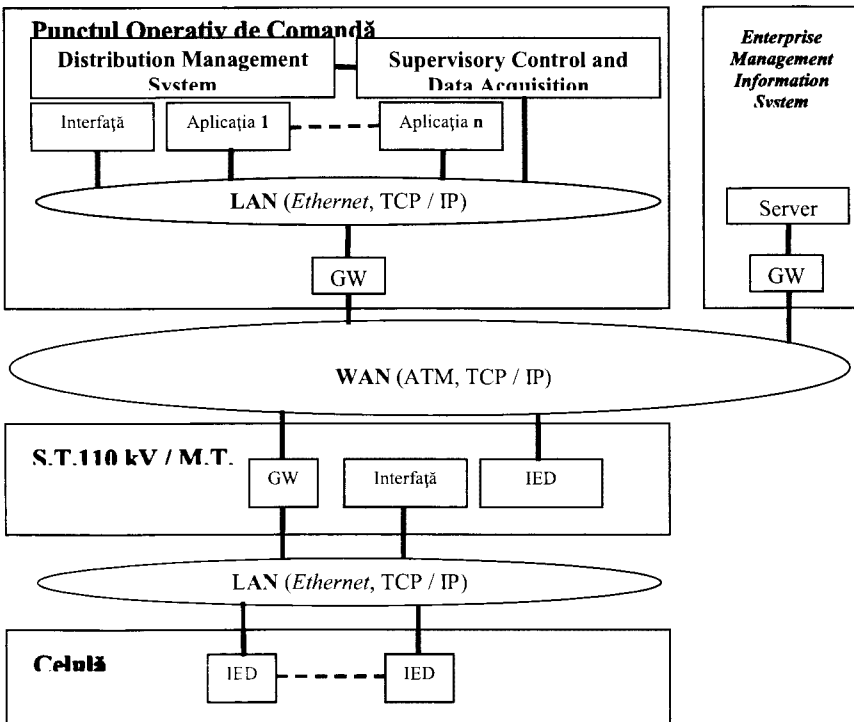 Punctul Operativ de Comandă
Distribution Management
System
Supervisory Control and
Data Acquisition
Interfaţă
Aplicaţia 1
Aplicaţia n
LAN (Ethernet, TCP / IP)
GW
Enterprise
Management
Information
System
Server
GW
WAN (ATM, TCP / IP)
S.T.110 kV / M.T.
GW
Interfaţă
IED
LAN (Ethernet, TCP / IP)
Celulă
IED
IED